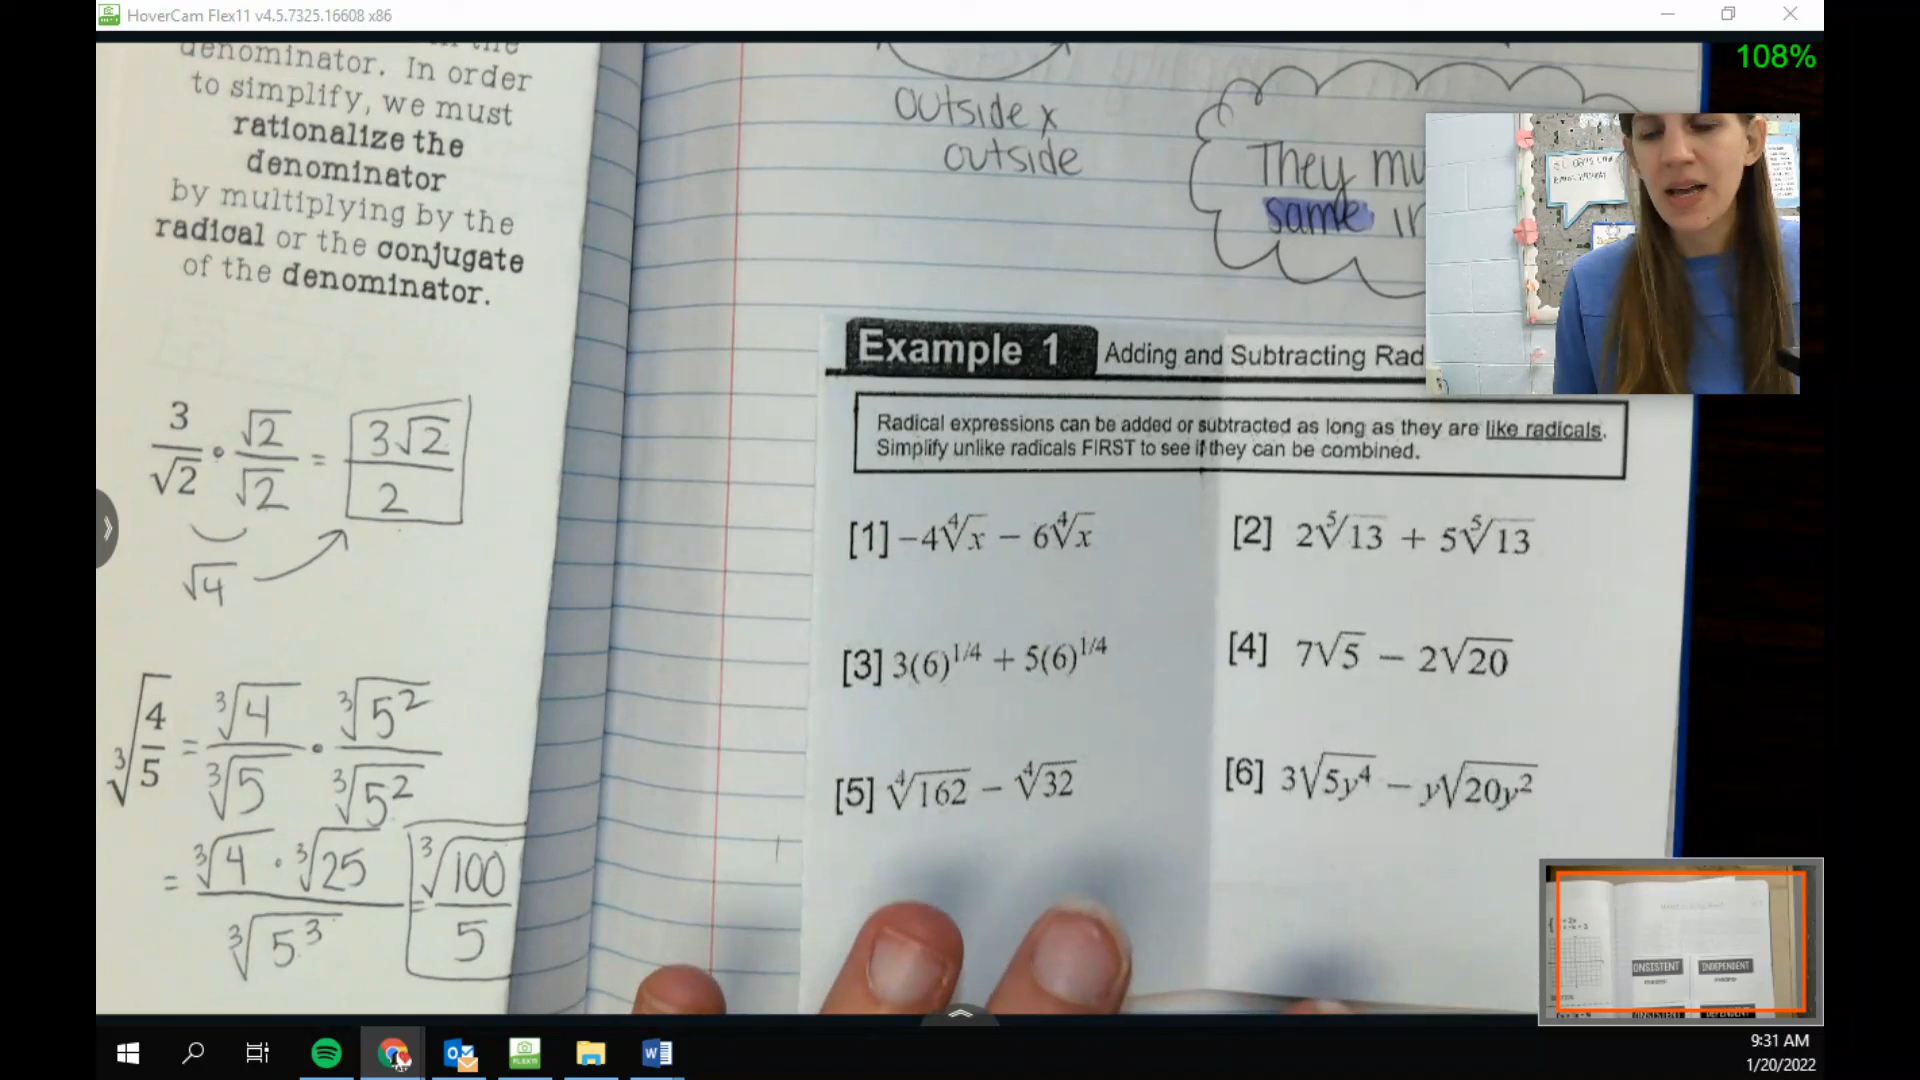 HoverCam Flex11 v4.5.7325.16608 x86
108%
denominator. In order
to simplify, we must
rationalize the
denominator
by multiplying by the
radical or the conjugate
of the denominator.
3/√2 · √2/√2 = 3√2/2
√4
∛4/5 = ∛4/∛5 · ∛5²/∛5²
= ∛4 · ∛25/∛5³ = ∛100/5
outside x
outside
They
same
Example 1 Adding and Subtracting
Radical expressions can be added or subtracted as long as they are like radicals.
Simplify unlike radicals FIRST to see if they can be combined.
[1] -4∜x − 6∜x
[2] 2⁵√13 + 5⁵√13
[3] 3(6)^1/4 + 5(6)^1/4
[4] 7√5 − 2√20
[5] ∜162 − ∜32
[6] 3√5y⁴ − y√20y²
INDEPENDENT
9:31 AM
1/20/2022